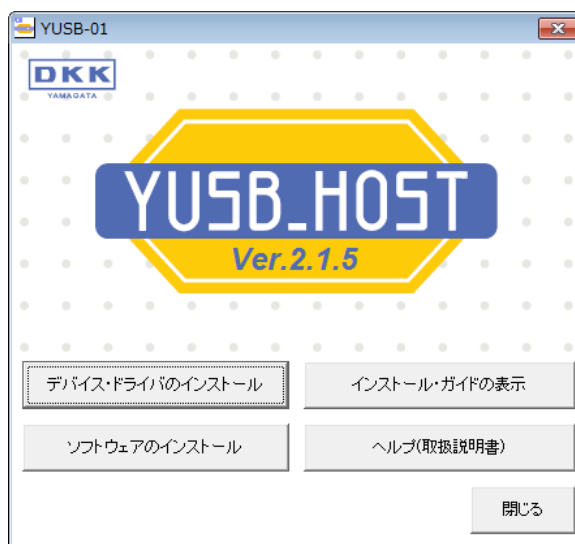 YUSB-01
DKK
YAMAGATA
YUSB_HOST
Ver.2.1.5
デバイス・ドライバのインストール
インストール・ガイドの表示
ソフトウェアのインストール
ヘルプ(取扱説明書)
閉じる